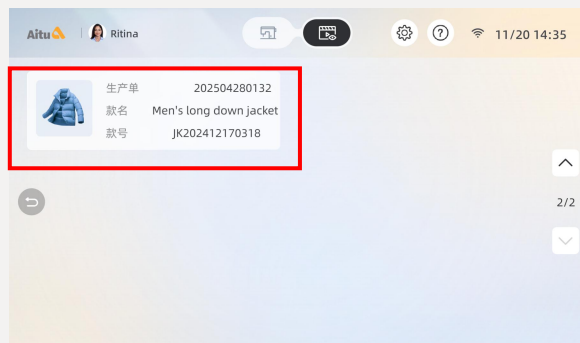 Aitu
Ritina
11/20 14:35
生产单 202504280132
款名 Men's long down jacket
款号 JK202412170318
2/2